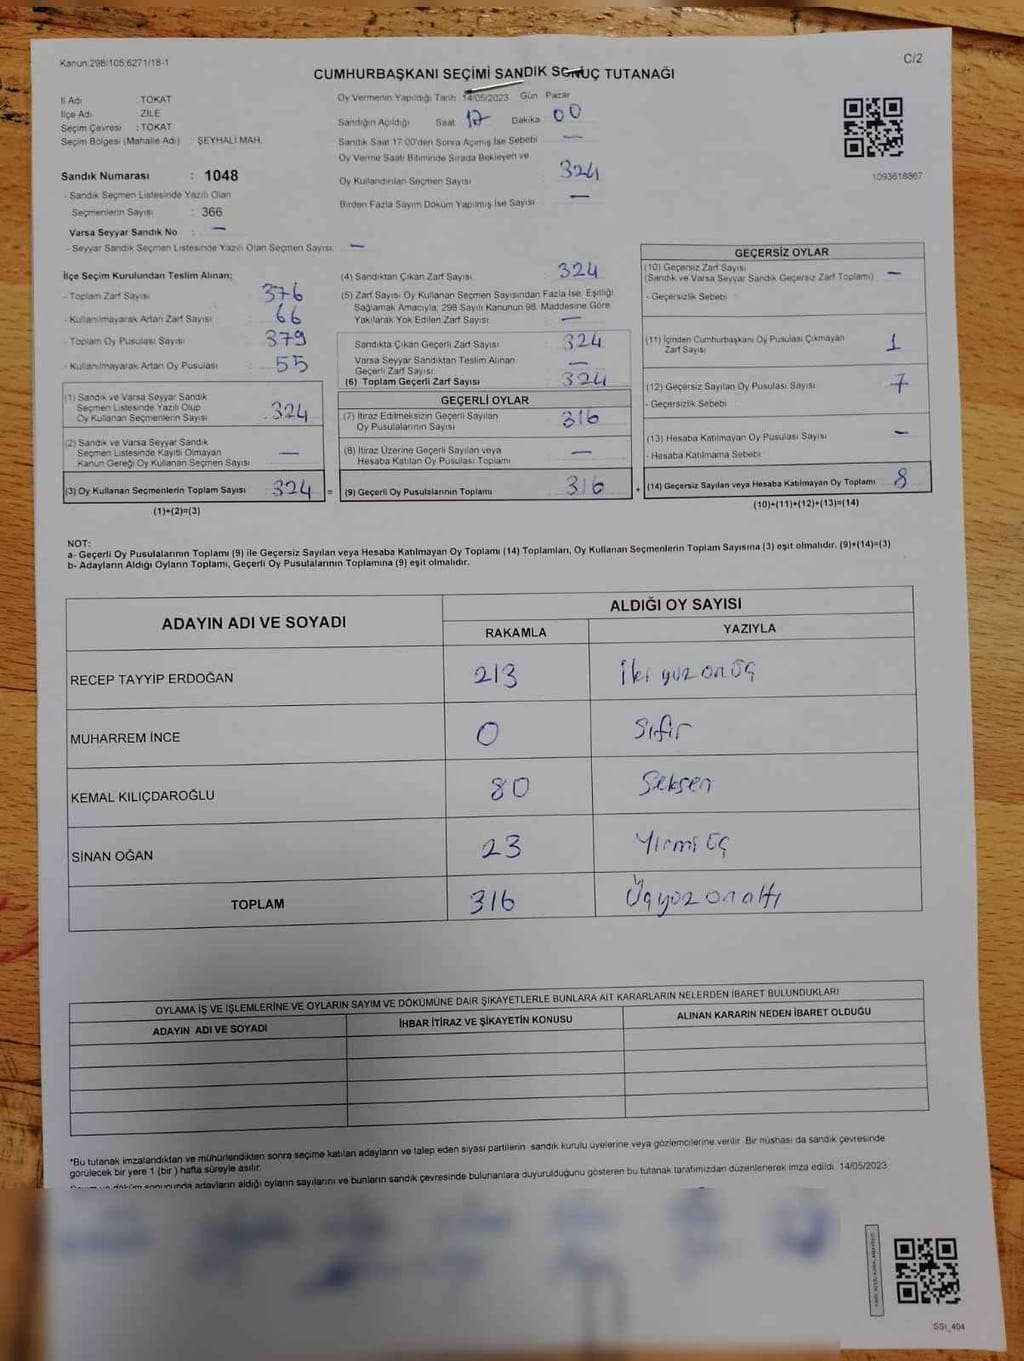 Kanun:298/105,6271/18-1
C/2
CUMHURBAŞKANI SEÇİMİ SANDIK SONUÇ TUTANAĞI
İl Adı : TOKAT
İlçe Adı : ZİLE
Seçim Çevresi : TOKAT
Seçim Bölgesi (Mahalle Adı) : ŞEYHALİ MAH.
Oy Vermenin Yapıldığı Tarih 14/05/2023 Gün Pazar
Sandığın Açıldığı Saat 17 Dakika 00
Sandık Saat 17:00'den Sonra Açımış İse Sebebi —
Oy Verme Saati Bitiminde Sırada Bekleyen ve
Oy Kullandırılan Seçmen Sayısı 324
Birden Fazla Sayım Döküm Yapılmış İse Sayısı —
1093618867
Sandık Numarası : 1048
- Sandık Seçmen Listesinde Yazılı Olan
Seçmenlerin Sayısı : 366
Varsa Seyyar Sandık No : —
- Seyyar Sandık Seçmen Listesinde Yazılı Olan Seçmen Sayısı: —
İlçe Seçim Kurulundan Teslim Alınan;
- Toplam Zarf Sayısı : 376
- Kullanılmayarak Artan Zarf Sayısı : 66
- Toplam Oy Pusulası Sayısı : 379
- Kullanılmayarak Artan Oy Pusulası : 55
(1) Sandık ve Varsa Seyyar Sandık
Seçmen Listesinde Yazılı Olup
Oy Kullanan Seçmenlerin Sayısı : 324
(2) Sandık ve Varsa Seyyar Sandık
Seçmen Listesinde Kayıtlı Olmayan
Kanun Gereği Oy Kullanan Seçmen Sayısı —
(3) Oy Kullanan Seçmenlerin Toplam Sayısı 324 =
(1)+(2)=(3)
(4) Sandıktan Çıkan Zarf Sayısı 324
(5) Zarf Sayısı Oy Kullanan Seçmen Sayısından Fazla İse, Eşitliği
Sağlamak Amacıyla, 298 Sayılı Kanunun 98. Maddesine Göre
Yakılarak Yok Edilen Zarf Sayısı —
Sandıkta Çıkan Geçerli Zarf Sayısı 324
Varsa Seyyar Sandıktan Teslim Alınan
Geçerli Zarf Sayısı —
(6) Toplam Geçerli Zarf Sayısı 324
GEÇERLİ OYLAR
(7) İtiraz Edilmeksizin Geçerli Sayılan
Oy Pusulalarının Sayısı 316
(8) İtiraz Üzerine Geçerli Sayılan veya
Hesaba Katılan Oy Pusulası Toplamı —
(9) Geçerli Oy Pusulalarının Toplamı 316 +
GEÇERSİZ OYLAR
(10) Geçersiz Zarf Sayısı
(Sandık ve Varsa Seyyar Sandık Geçersiz Zarf Toplamı) —
- Geçersizlik Sebebi
(11) İçinden Cumhurbaşkanı Oy Pusulası Çıkmayan
Zarf Sayısı 1
(12) Geçersiz Sayılan Oy Pusulası Sayısı 7
- Geçersizlik Sebebi
(13) Hesaba Katılmayan Oy Pusulası Sayısı —
- Hesaba Katılmama Sebebi
(14) Geçersiz Sayılan veya Hesaba Katılmayan Oy Toplamı 8
(10)+(11)+(12)+(13)=(14)
NOT:
a- Geçerli Oy Pusulalarının Toplamı (9) ile Geçersiz Sayılan veya Hesaba Katılmayan Oy Toplamı (14) Toplamları, Oy Kullanan Seçmenlerin Toplam Sayısına (3) eşit olmalıdır. (9)+(14)=(3)
b- Adayların Aldığı Oyların Toplamı, Geçerli Oy Pusulalarının Toplamına (9) eşit olmalıdır.
ADAYIN ADI VE SOYADI
ALDIĞI OY SAYISI
RAKAMLA YAZIYLA
RECEP TAYYİP ERDOĞAN 213 İki yüz on üç
MUHARREM İNCE 0 Sıfır
KEMAL KILIÇDAROĞLU 80 Seksen
SİNAN OĞAN 23 Yirmi üç
TOPLAM 316 Üçyüz onaltı
OYLAMA İŞ VE İŞLEMLERİNE VE OYLARIN SAYIM VE DÖKÜMÜNE DAİR ŞİKAYETLERLE BUNLARA AİT KARARLARIN NELERDEN İBARET BULUNDUKLARI
ADAYIN ADI VE SOYADI İHBAR İTİRAZ VE ŞİKAYETİN KONUSU ALINAN KARARIN NEDEN İBARET OLDUĞU
*Bu tutanak imzalandıktan ve mühürlendikten sonra seçime katılan adayların ve talep eden siyasi partilerin sandık kurulu üyelerine veya gözlemcilerine verilir. Bir nüshası da sandık çevresinde
görülecek bir yere 1 (bir ) hafta süreyle asılır.
döküm sonucunda adayların aldığı oyların sayılarını ve bunların sandık çevresinde bulunanlara duyurulduğunu gösteren bu tutanak tarafımızdan düzenlenerek imza edildi. 14/05/2023
SSI_404